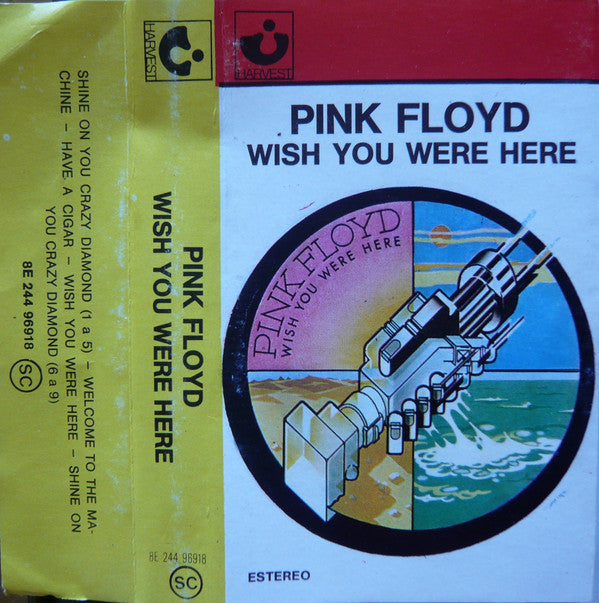 SHINE ON YOU CRAZY DIAMOND (1 a 5) – WELCOME TO THE MA-
CHINE – HAVE A CIGAR – WISH YOU WERE HERE – SHINE ON
YOU CRAZY DIAMOND (6 a 9)
8E 244 96918 SC
HARVEST
PINK FLOYD
WISH YOU WERE HERE
8E 244 96918
SC
HARVEST
PINK FLOYD
WISH YOU WERE HERE
PINK FLOYD
WISH YOU WERE HERE
ESTEREO